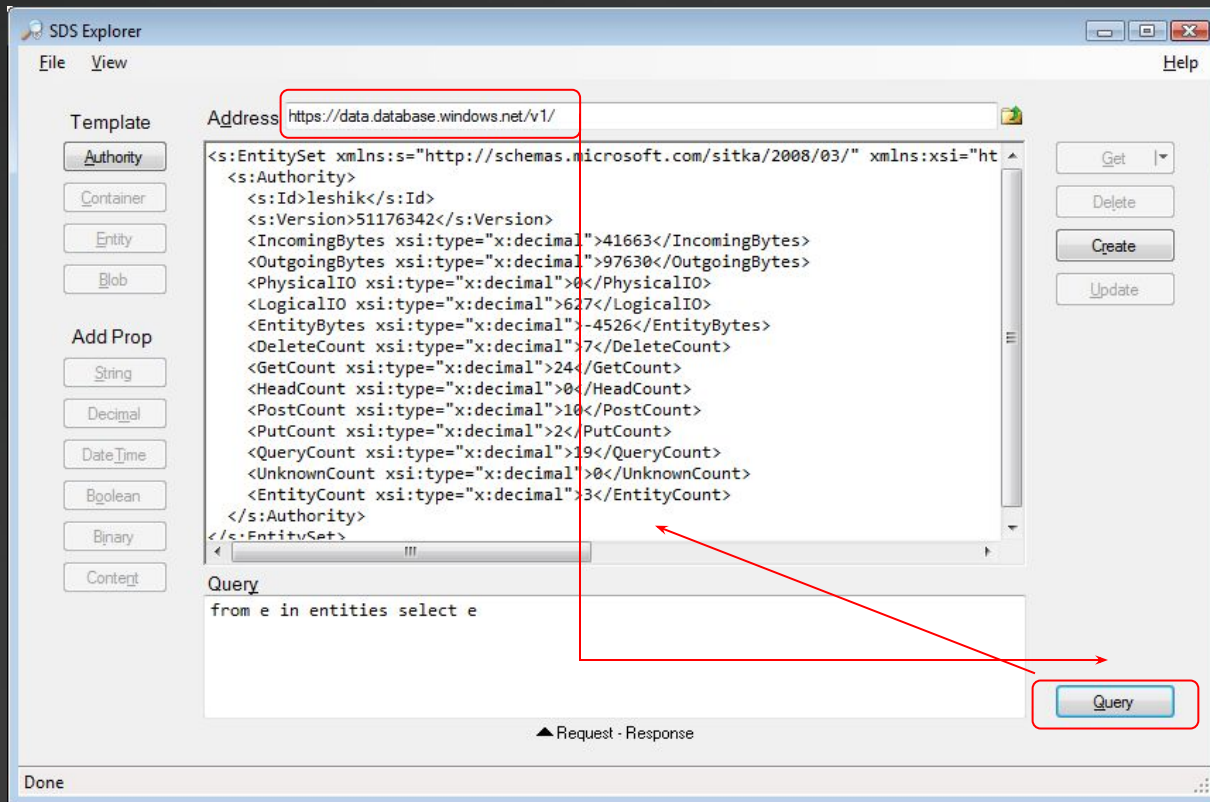 SDS Explorer
File View Help
Template
Address https://data.database.windows.net/v1/
Authority
Container
Entity
Blob
Add Prop
String
Decimal
DateTime
Boolean
Binary
Content
<s:EntitySet xmlns:s="http://schemas.microsoft.com/sitka/2008/03/" xmlns:xsi="ht
<s:Authority>
<s:Id>leshik</s:Id>
<s:Version>51176342</s:Version>
<IncomingBytes xsi:type="x:decimal">41663</IncomingBytes>
<OutgoingBytes xsi:type="x:decimal">97630</OutgoingBytes>
<PhysicalIO xsi:type="x:decimal">0</PhysicalIO>
<LogicalIO xsi:type="x:decimal">627</LogicalIO>
<EntityBytes xsi:type="x:decimal">-4526</EntityBytes>
<DeleteCount xsi:type="x:decimal">7</DeleteCount>
<GetCount xsi:type="x:decimal">24</GetCount>
<HeadCount xsi:type="x:decimal">0</HeadCount>
<PostCount xsi:type="x:decimal">10</PostCount>
<PutCount xsi:type="x:decimal">2</PutCount>
<QueryCount xsi:type="x:decimal">19</QueryCount>
<UnknownCount xsi:type="x:decimal">0</UnknownCount>
<EntityCount xsi:type="x:decimal">3</EntityCount>
</s:Authority>
</s:EntitySet>
Get
Delete
Create
Update
Query
from e in entities select e
Query
Request - Response
Done